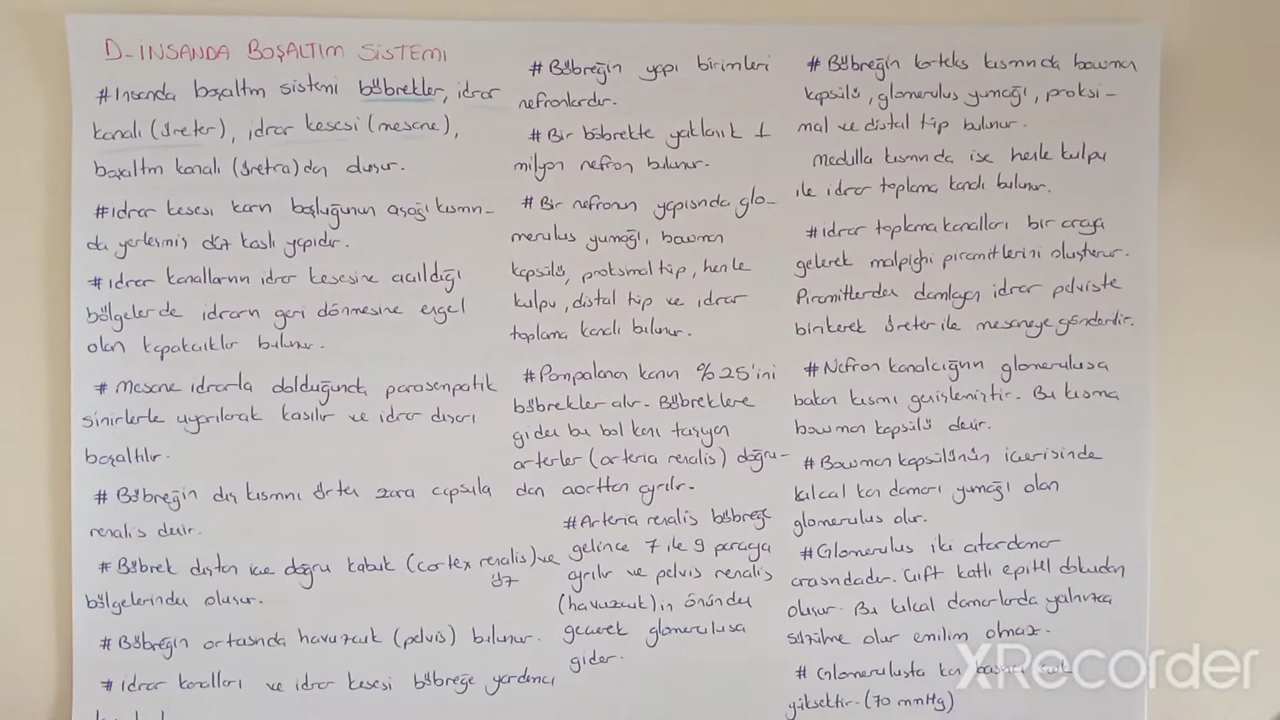 D-İNSANDA BOŞALTIM SİSTEMİ
#İnsanda boşaltım sistemi böbrekler, idrar
kanalı (üreter), idrar kesesi (mesane),
boşaltım kanalı (üretra)dan oluşur.
#idrar kesesi karın boşluğunun aşağı kısmın-
da yerleşmiş düz kaslı yapıdır.
#idrar kanallarının idrar kesesine açıldığı
bölgelerde idrarın geri dönmesine engel
olan kapakçıklar bulunur.
#Mesane idrarla dolduğunda parasempatik
sinirlerle uyarılarak kasılır ve idrar dışarı
boşaltılır.
#Böbreğin dış kısmını örten zara capsula
renalis denir.
#Böbrek dıştan içe doğru kabuk (cortex renalis) ve
öz
bölgelerinden oluşur.
#Böbreğin ortasında havuzcuk (pelvis) bulunur.
#idrar kanalları ve idrar kesesi böbreğe yardımcı
#Böbreğin yapı birimleri
nefronlardır.
#Bir böbrekte yaklaşık 1
milyon nefron bulunur.
#Bir nefronun yapısında glo-
merulus yumağı, bowman
kapsülü, proksimal tüp, henle
kulpu, distal tüp ve idrar
toplama kanalı bulunur.
#Pompalanan kanın %25'ini
böbrekler alır. Böbreklere
giden bu bol kanı taşıyan
arterler (arteria renalis) doğru-
dan aorttan ayrılır.
#Arteria renalis böbreğe
gelince 7 ile 9 parçaya
ayrılır ve pelvis renalis
(havuzcuk)in önünden
geçerek glomerulusa
gider.
#Böbreğin korteks kısmında bowman
kapsülü, glomerulus yumağı, proksi-
mal ve distal tüp bulunur.
Medulla kısmında ise henle kulpu
ile idrar toplama kanalı bulunur.
#idrar toplama kanalları bir araya
gelerek malpighi piramitlerini oluşturur.
Piramitlerden damlayan idrar pelviste
birikerek üreter ile mesaneye gönderilir.
#Nefron kanalcığının glomerulusa
bakan kısmı genişlemiştir. Bu kısma
bowman kapsülü denir.
#Bowman kapsülünün içerisinde
kılcal kan damarı yumağı olan
glomerulus olur.
#Glomerulus iki atardamar
arasındadır. Çift katlı epitel dokudan
oluşur. Bu kılcal damarlarda yalnızca
süzülme olur emilim olmaz.
#Glomerulusta kan basıncı çok
yüksektir. (70 mmHg)
XRecorder